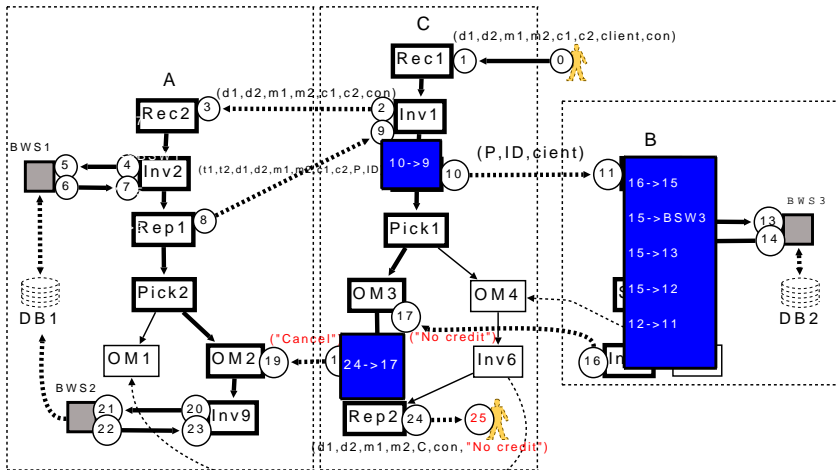 C
(d1,d2,m1,m2,c1,c2,client,con)
Rec1
1
0
A
(d1,d2,m1,m2,c1,c2,con)
Rec2
3
2
Inv1
9
B
BWS1
5
4
Inv2
6
7
(t1,t2,d1,d2,m1,m2,c1,c2,P,ID
10->9
10
(P,ID,cient)
11
16->15
BWS3
15->BSW3
13
14
15->13
15->12
12->11
Rep1
8
Pick1
Pick2
OM3
OM4
17
DB1
DB2
("Cancel")
("No credit")
OM1
OM2
19
1
24->17
Inv6
16
In
BWS2
21
20
Inv9
22
23
Rep2
24
25
(d1,d2,m1,m2,C,con,"No credit")